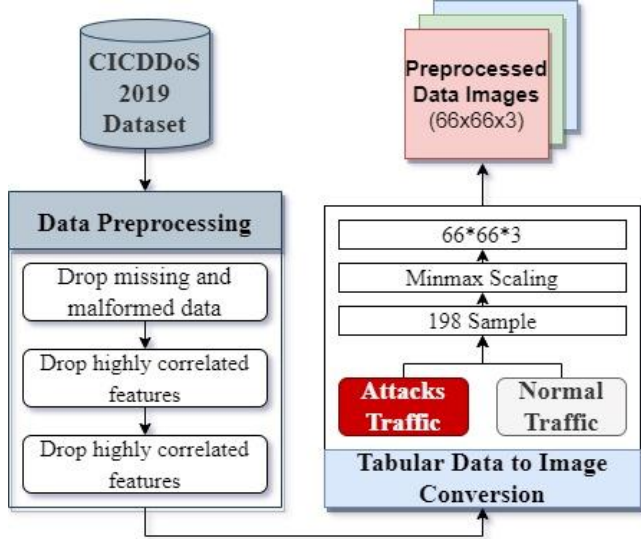 CICDDoS
2019
Dataset
Data Preprocessing
Drop missing and
malformed data
Drop highly correlated
features
Drop highly correlated
features
Preprocessed
Data Images
(66x66x3)
66*66*3
Minmax Scaling
198 Sample
Attacks
Traffic
Normal
Traffic
Tabular Data to Image
Conversion